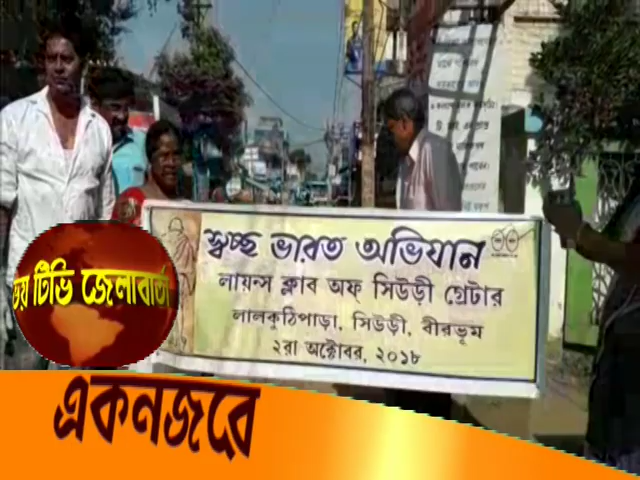 স্বচ্ছ ভারত অভিযান
লায়ন্স ক্লাব অফ্ সিউড়ী গ্রেটার
লালকুঠিপাড়া, সিউড়ী, বীরভূম
২রা অক্টোবর, ২০১৮
টিভি জেলাবার্তা
একনজরে